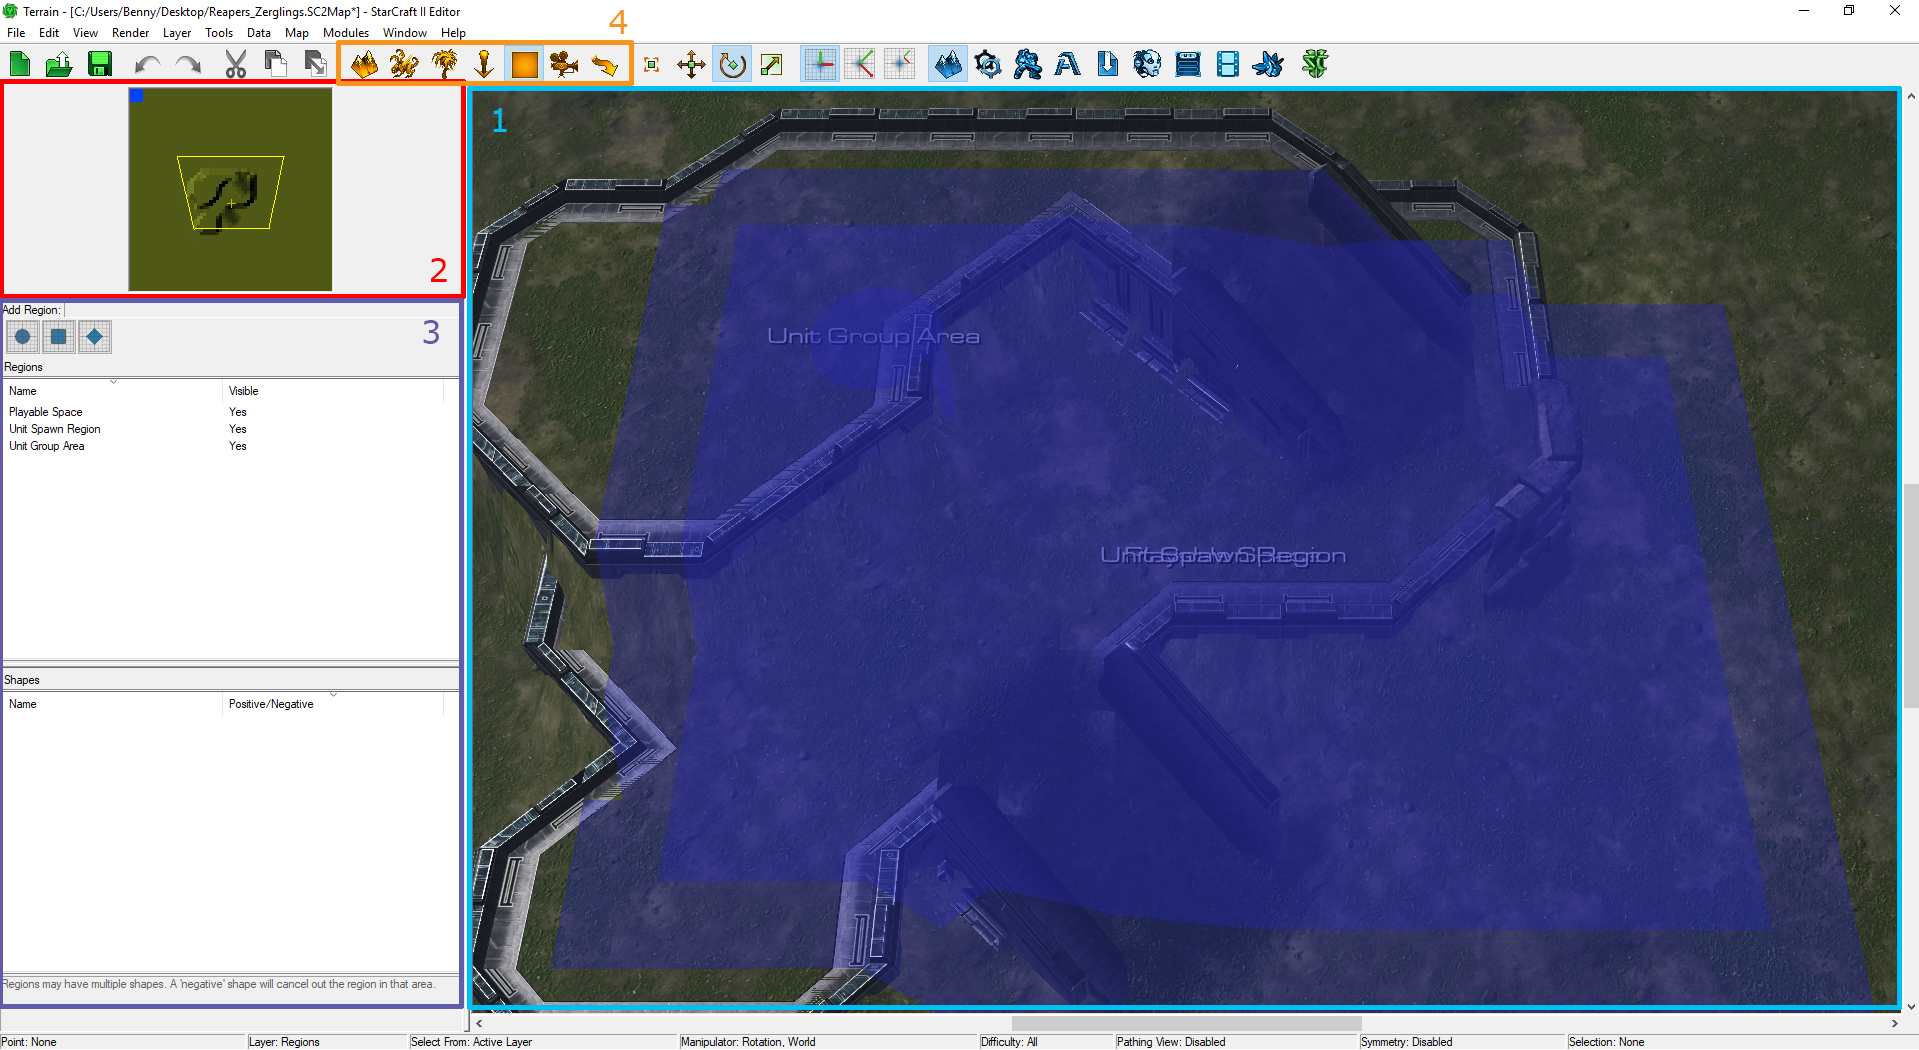 Terrain - [C:/Users/Benny/Desktop/Reapers_Zerglings.SC2Map*] - StarCraft II Editor
File Edit View Render Layer Tools Data Map Modules Window Help
4
1
2
Add Region:
3
Regions
Name Visible
Playable Space Yes
Unit Spawn Region Yes
Unit Group Area Yes
Unit Group Area
Unit Spawn Region
Shapes
Name Positive/Negative
Regions may have multiple shapes. A 'negative' shape will cancel out the region in that area.
Point: None Layer: Regions Select From: Active Layer Manipulator: Rotation, World Difficulty: All Pathing View: Disabled Symmetry: Disabled Selection: None